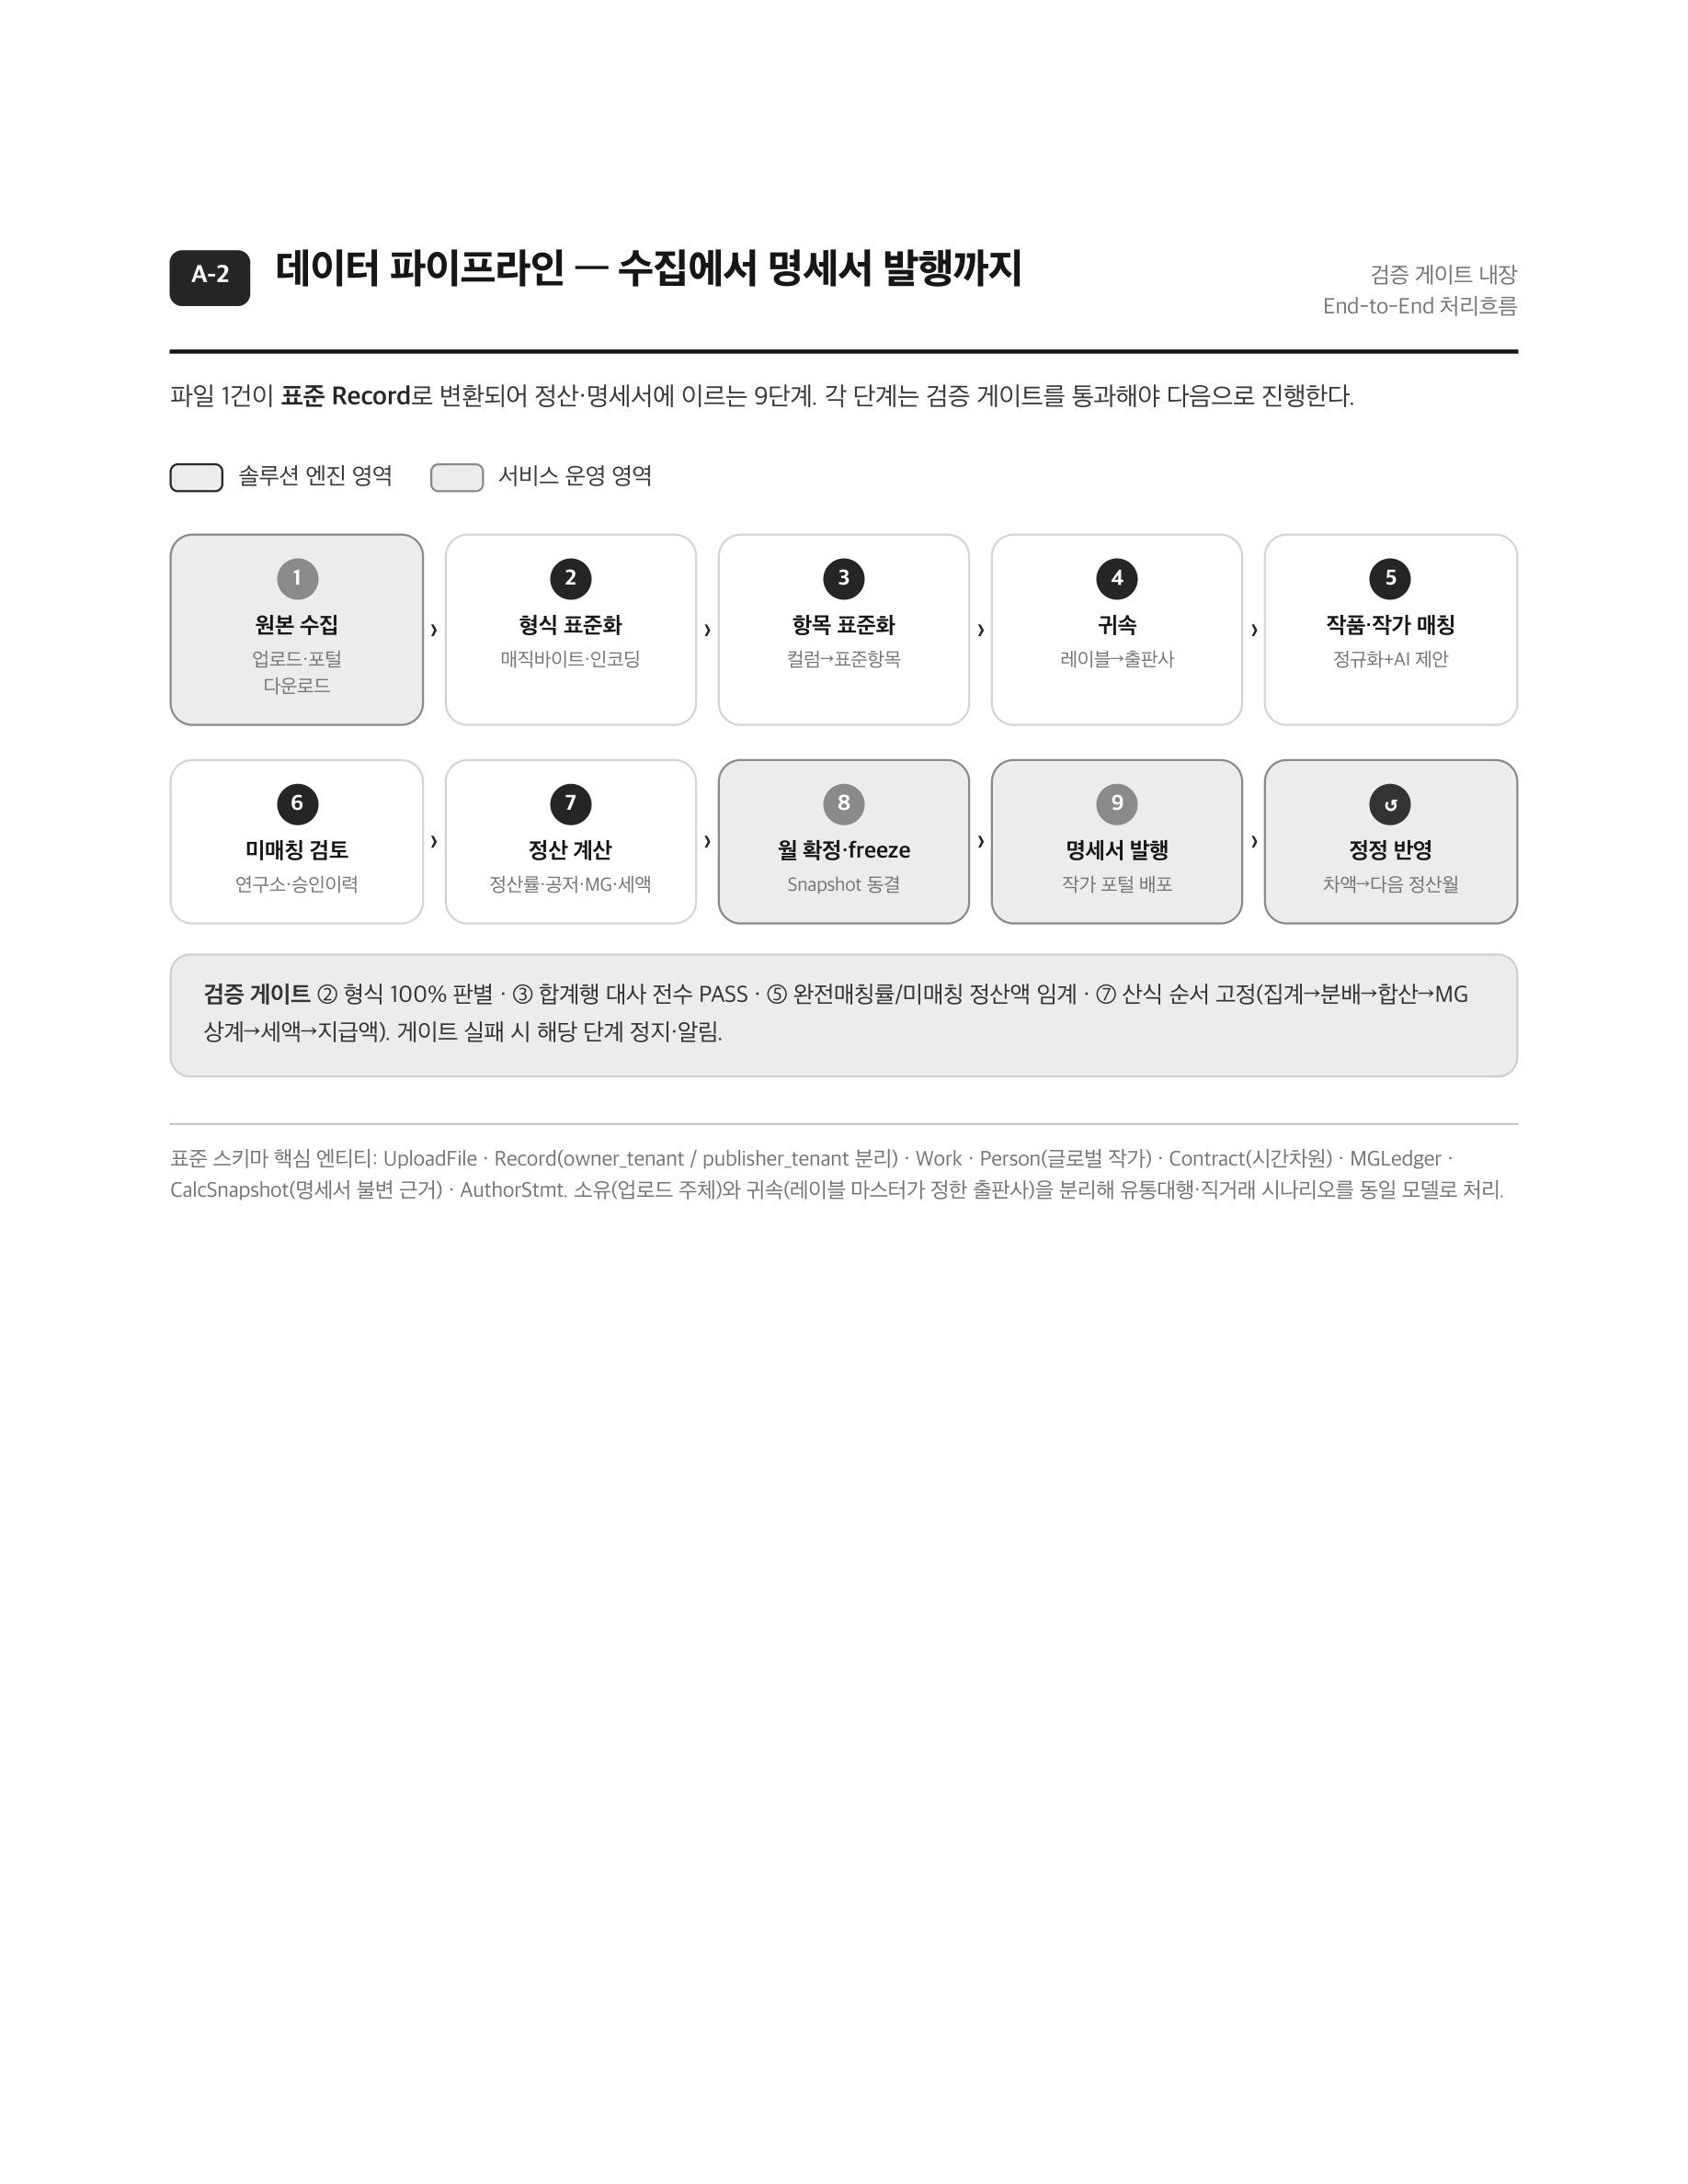 A-2
데이터 파이프라인 — 수집에서 명세서 발행까지
검증 게이트 내장
End-to-End 처리흐름
파일 1건이 표준 Record로 변환되어 정산·명세서에 이르는 9단계. 각 단계는 검증 게이트를 통과해야 다음으로 진행한다.
솔루션 엔진 영역
서비스 운영 영역
1
원본 수집
업로드·포털
다운로드
›
2
형식 표준화
매직바이트·인코딩
›
3
항목 표준화
컬럼→표준항목
›
4
귀속
레이블→출판사
›
5
작품·작가 매칭
정규화+AI 제안
6
미매칭 검토
연구소·승인이력
›
7
정산 계산
정산률·공저·MG·세액
›
8
월 확정·freeze
Snapshot 동결
›
9
명세서 발행
작가 포털 배포
›
↺
정정 반영
차액→다음 정산월
검증 게이트 ② 형식 100% 판별 · ③ 합계행 대사 전수 PASS · ⑤ 완전매칭률/미매칭 정산액 임계 · ⑦ 산식 순서 고정(집계→분배→합산→MG
상계→세액→지급액). 게이트 실패 시 해당 단계 정지·알림.
표준 스키마 핵심 엔티티: UploadFile · Record(owner_tenant / publisher_tenant 분리) · Work · Person(글로벌 작가) · Contract(시간차원) · MGLedger ·
CalcSnapshot(명세서 불변 근거) · AuthorStmt. 소유(업로드 주체)와 귀속(레이블 마스터가 정한 출판사)을 분리해 유통대행·직거래 시나리오를 동일 모델로 처리.